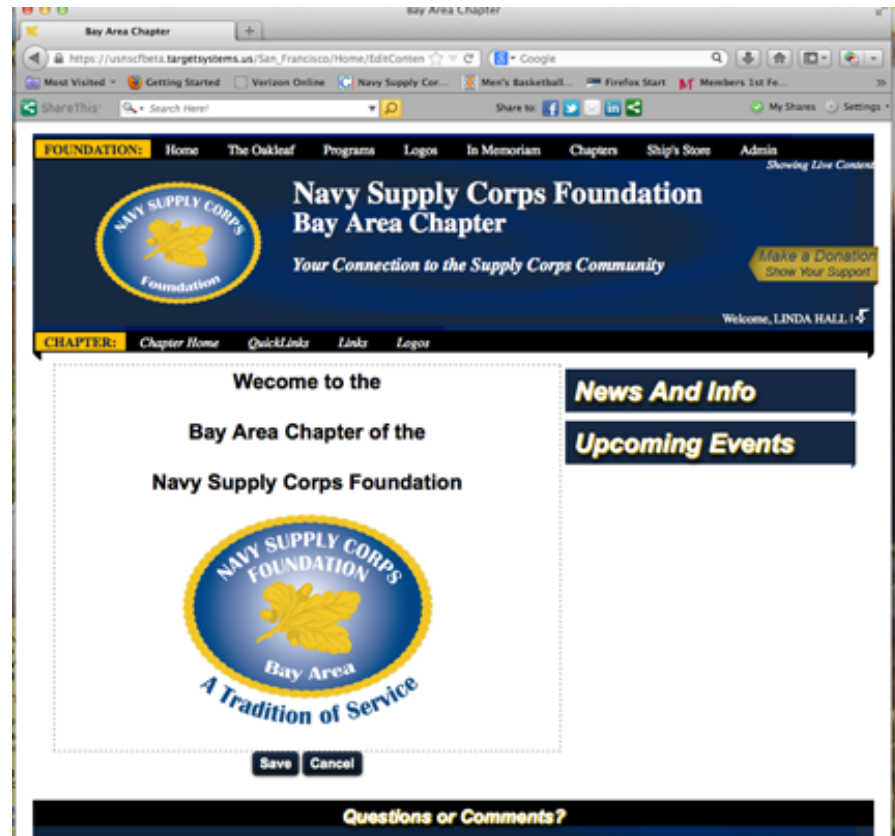 Bay Area Chapter
Bay Area Chapter
https://usnscfbeta.targetsystems.us/San_Francisco/Home/EditConten
Google
Most Visited Getting Started Verizon Online Navy Supply Cor... Men's Basketball... Firefox Start Members 1st Fe...
ShareThis Search Here! Share to: My Shares Settings
FOUNDATION: Home The Oakleaf Programs Logos In Memoriam Chapters Ship's Store Admin
Showing Live Content
NAVY SUPPLY CORPS
Foundation
Navy Supply Corps Foundation
Bay Area Chapter
Your Connection to the Supply Corps Community
Make a Donation
Show Your Support
Welcome, LINDA HALL |
CHAPTER: Chapter Home QuickLinks Links Logos
Wecome to the
Bay Area Chapter of the
Navy Supply Corps Foundation
NAVY SUPPLY CORPS
FOUNDATION
Bay Area
A Tradition of Service
News And Info
Upcoming Events
Save Cancel
Questions or Comments?